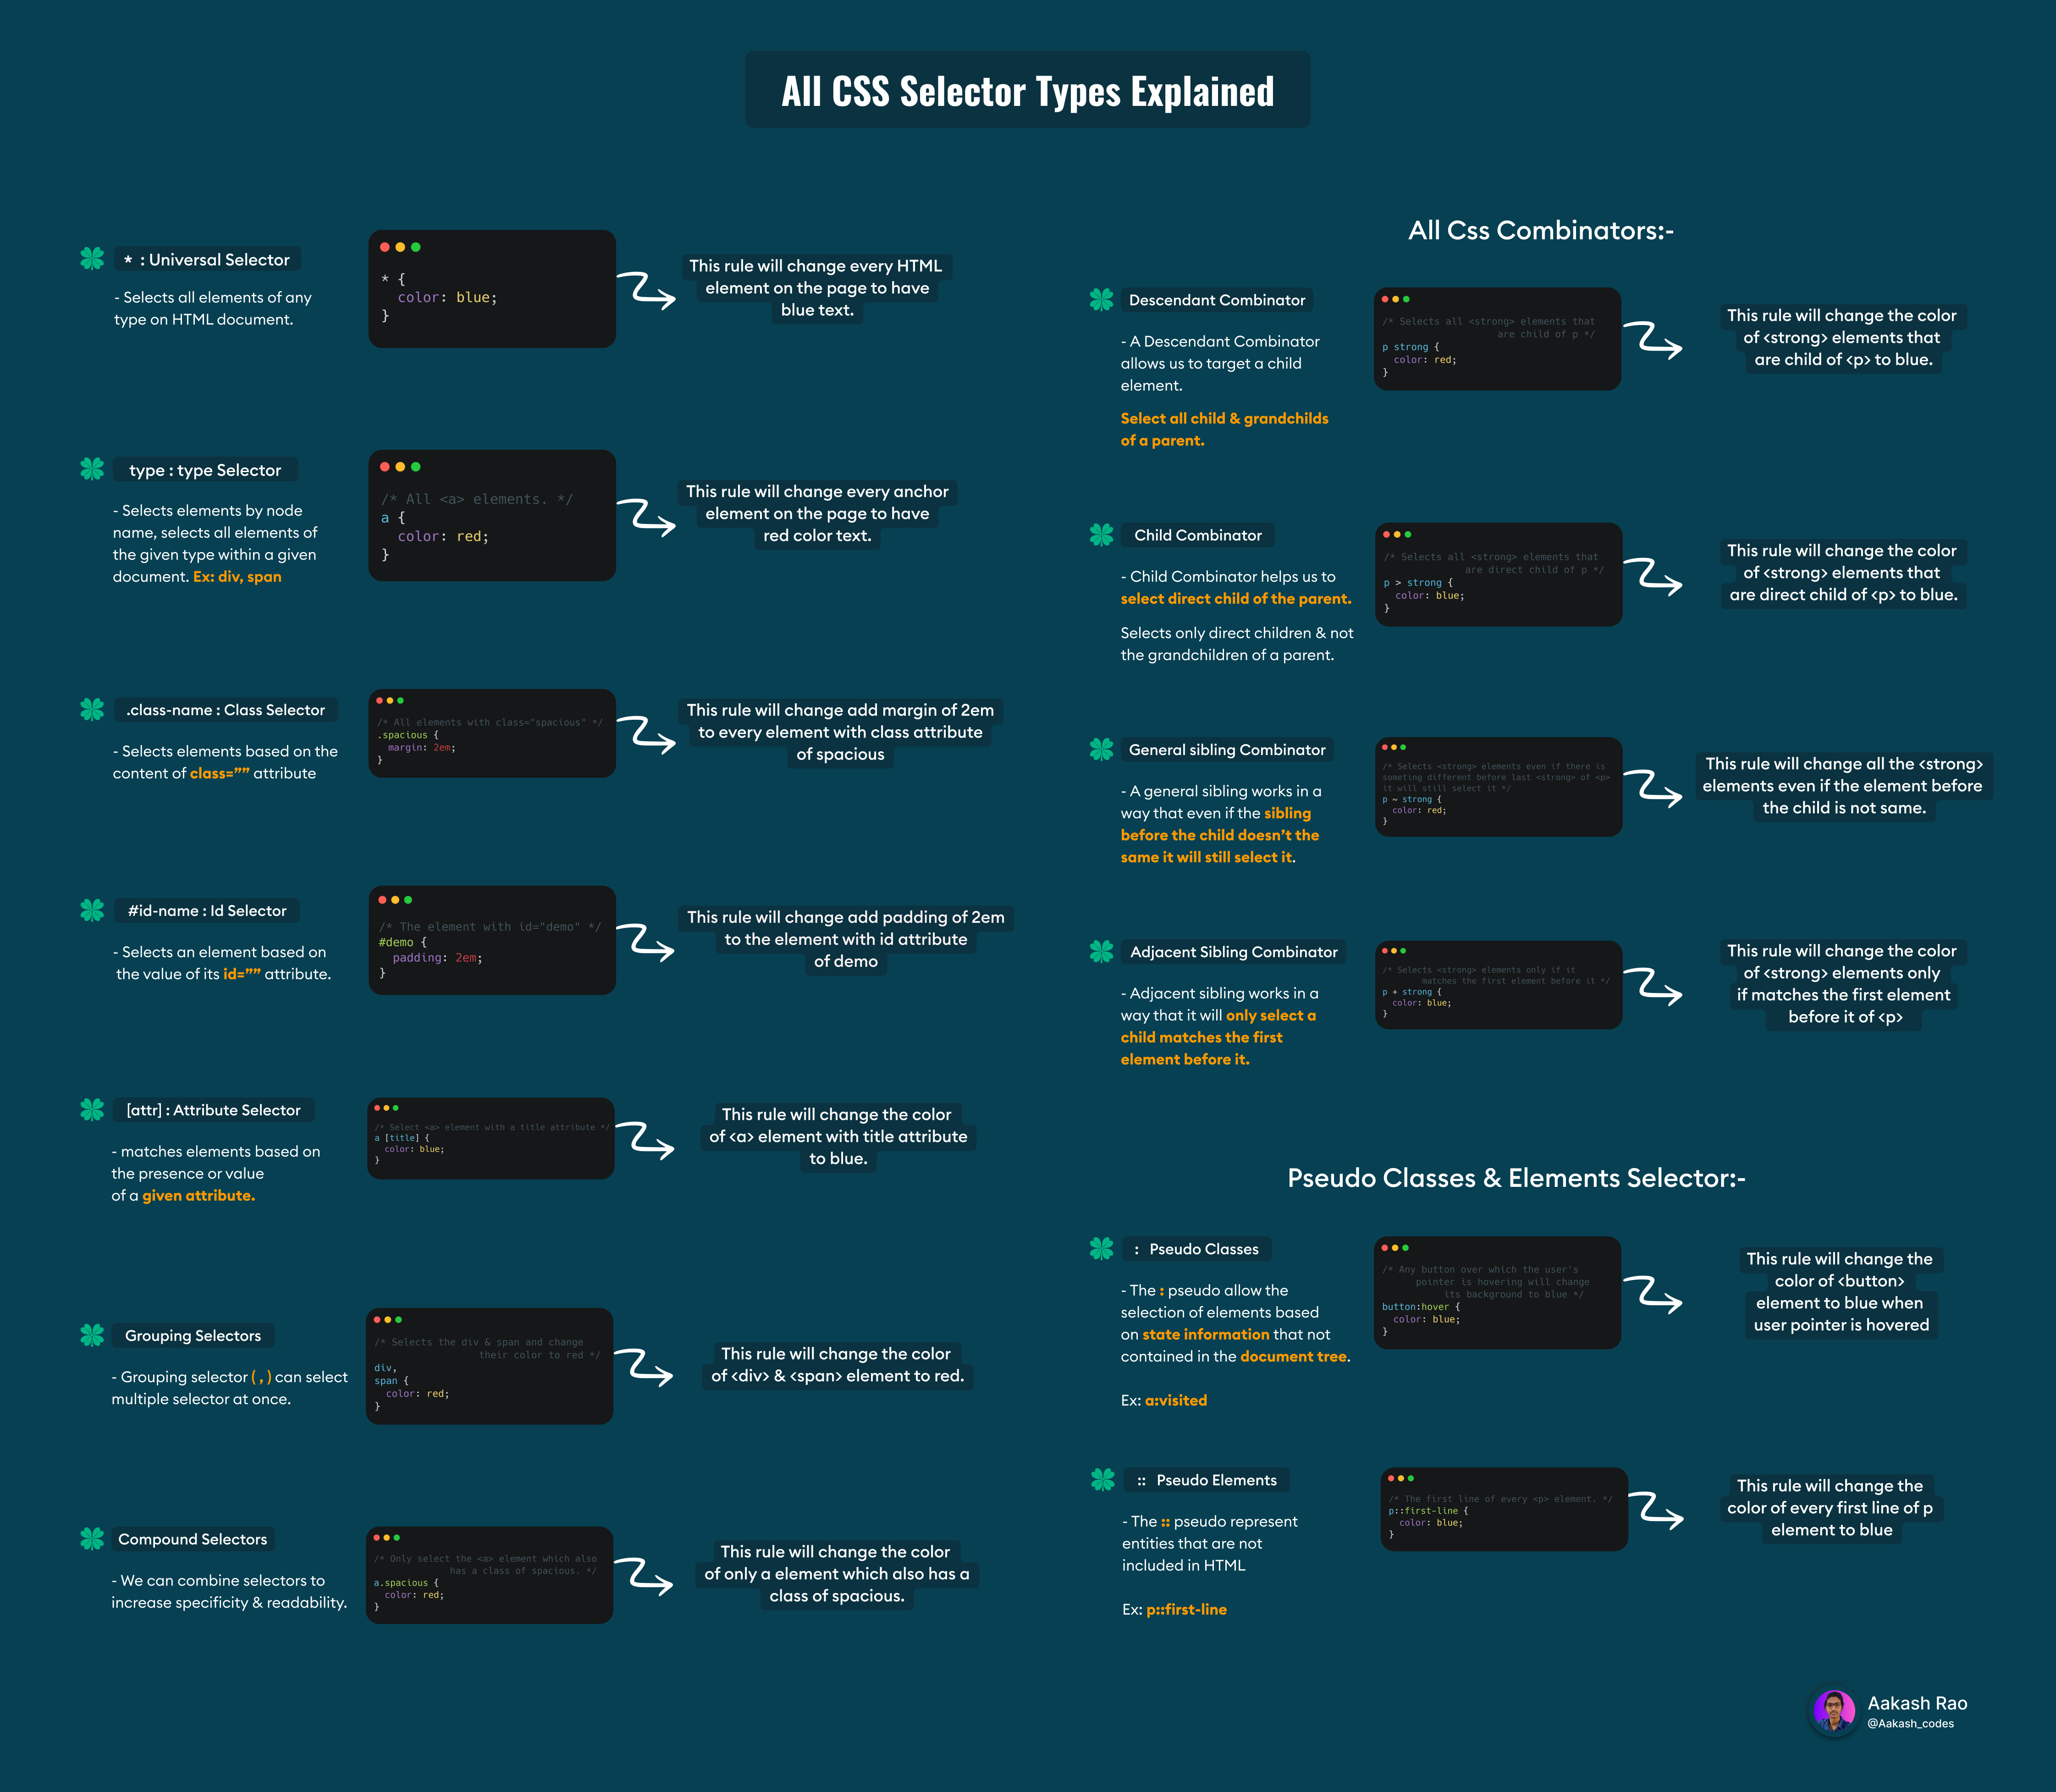 All CSS Selector Types Explained
* : Universal Selector
- Selects all elements of any
type on HTML document.
* {
color: blue;
}
This rule will change every HTML
element on the page to have
blue text.
type : type Selector
- Selects elements by node
name, selects all elements of
the given type within a given
document. Ex: div, span
/* All <a> elements. */
a {
color: red;
}
This rule will change every anchor
element on the page to have
red color text.
.class-name : Class Selector
- Selects elements based on the
content of class=”” attribute
/* All elements with class="spacious" */
.spacious {
margin: 2em;
}
This rule will change add margin of 2em
to every element with class attribute
of spacious
#id-name : Id Selector
- Selects an element based on
the value of its id=”” attribute.
/* The element with id="demo" */
#demo {
padding: 2em;
}
This rule will change add padding of 2em
to the element with id attribute
of demo
[attr] : Attribute Selector
- matches elements based on
the presence or value
of a given attribute.
/* Select <a> element with a title attribute */
a [title] {
color: blue;
}
This rule will change the color
of <a> element with title attribute
to blue.
Grouping Selectors
- Grouping selector ( , ) can select
multiple selector at once.
/* Selects the div & span and change
their color to red */
div,
span {
color: red;
}
This rule will change the color
of <div> & <span> element to red.
Compound Selectors
- We can combine selectors to
increase specificity & readability.
/* Only select the <a> element which also
has a class of spacious. */
a.spacious {
color: red;
}
This rule will change the color
of only a element which also has a
class of spacious.
All Css Combinators:-
Descendant Combinator
- A Descendant Combinator
allows us to target a child
element.
Select all child & grandchilds
of a parent.
/* Selects all <strong> elements that
are child of p */
p strong {
color: red;
}
This rule will change the color
of <strong> elements that
are child of <p> to blue.
Child Combinator
- Child Combinator helps us to
select direct child of the parent.
Selects only direct children & not
the grandchildren of a parent.
/* Selects all <strong> elements that
are direct child of p */
p > strong {
color: blue;
}
This rule will change the color
of <strong> elements that
are direct child of <p> to blue.
General sibling Combinator
- A general sibling works in a
way that even if the sibling
before the child doesn’t the
same it will still select it.
/* Selects <strong> elements even if there is
someting different before last <strong> of <p>
it will still select it */
p ~ strong {
color: red;
}
This rule will change all the <strong>
elements even if the element before
the child is not same.
Adjacent Sibling Combinator
- Adjacent sibling works in a
way that it will only select a
child matches the first
element before it.
/* Selects <strong> elements only if it
matches the first element before it */
p + strong {
color: blue;
}
This rule will change the color
of <strong> elements only
if matches the first element
before it of <p>
Pseudo Classes & Elements Selector:-
: Pseudo Classes
- The : pseudo allow the
selection of elements based
on state information that not
contained in the document tree.
Ex: a:visited
/* Any button over which the user's
pointer is hovering will change
its background to blue */
button:hover {
color: blue;
}
This rule will change the
color of <button>
element to blue when
user pointer is hovered
:: Pseudo Elements
- The :: pseudo represent
entities that are not
included in HTML
Ex: p::first-line
/* The first line of every <p> element. */
p::first-line {
color: blue;
}
This rule will change the
color of every first line of p
element to blue
Aakash Rao
@Aakash_codes